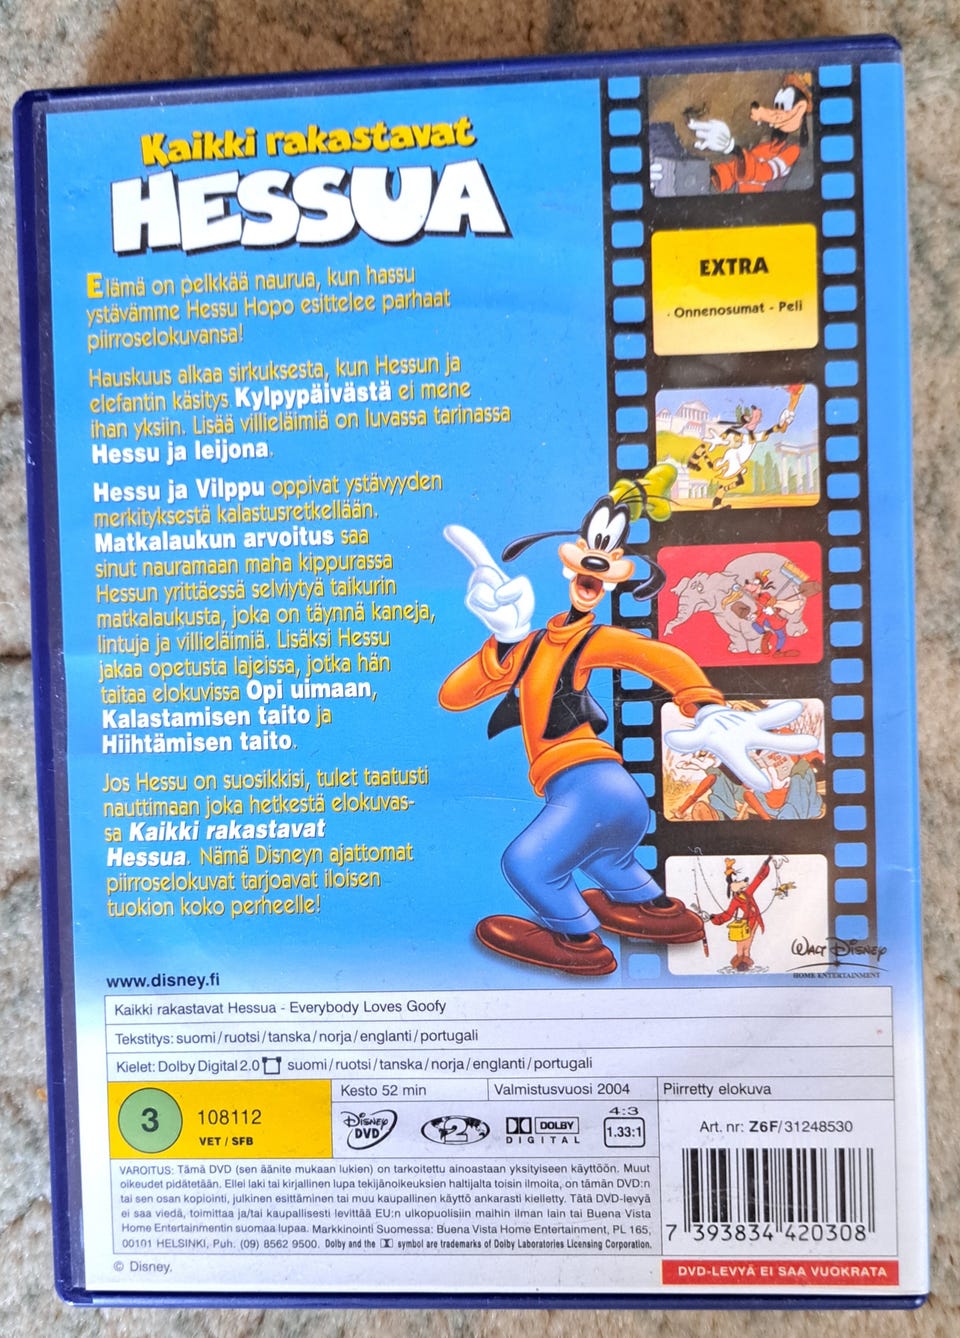 Kaikki rakastavat
HESSUA
Elämä on pelkkää naurua, kun hassu
ystävämme Hessu Hopo esittelee parhaat
piirroselokuvansa!
Hauskuus alkaa sirkuksesta, kun Hessun ja
elefantin käsitys Kylpypäivästä ei mene
ihan yksiin. Lisää villieläimiä on luvassa tarinassa
Hessu ja leijona.
Hessu ja Vilppu oppivat ystävyyden
merkityksestä kalastusretkellään.
Matkalaukun arvoitus saa
sinut nauramaan maha kippurassa
Hessun yrittäessä selviytyä taikurin
matkalaukusta, joka on täynnä kaneja,
lintuja ja villieläimiä. Lisäksi Hessu
jakaa opetusta lajeissa, jotka hän
taitaa elokuvissa Opi uimaan,
Kalastamisen taito ja
Hiihtämisen taito.
Jos Hessu on suosikkisi, tulet taatusti
nauttimaan joka hetkestä elokuvas-
sa Kaikki rakastavat
Hessua. Nämä Disneyn ajattomat
piirroselokuvat tarjoavat iloisen
tuokion koko perheelle!
EXTRA
· Onnenosumat - Peli
WALT DISNEY
HOME ENTERTAINMENT
www.disney.fi
Kaikki rakastavat Hessua - Everybody Loves Goofy
Tekstitys: suomi/ruotsi/tanska/norja/englanti/portugali
Kielet: Dolby Digital 2.0 suomi/ruotsi/tanska/norja/englanti/portugali
3 108112
VET / SFB
Kesto 52 min
Valmistusvuosi 2004
Piirretty elokuva
DISNEY DVD
2
DOLBY
DIGITAL
4:3
1.33:1
Art. nr: Z6F/31248530
VAROITUS: Tämä DVD (sen äänite mukaan lukien) on tarkoitettu ainoastaan yksityiseen käyttöön. Muut
oikeudet pidätetään. Ellei laki tai kirjallinen lupa tekijänoikeuksien haltijalta toisin ilmoita, on tämän DVD:n
tai sen osan kopiointi, julkinen esittäminen tai muu kaupallinen käyttö ankarasti kielletty. Tätä DVD-levyä
ei saa viedä, toimittaa ja/tai kaupallisesti levittää EU:n ulkopuolisiin maihin ilman lain tai Buena Vista
Home Entertainmentin suomaa lupaa. Markkinointi Suomessa: Buena Vista Home Entertainment, PL 165,
00101 HELSINKI, Puh. (09) 8562 9500. Dolby and the symbol are trademarks of Dolby Laboratories Licensing Corporation.
7 393834 420308
© Disney.
DVD-LEVYÄ EI SAA VUOKRATA